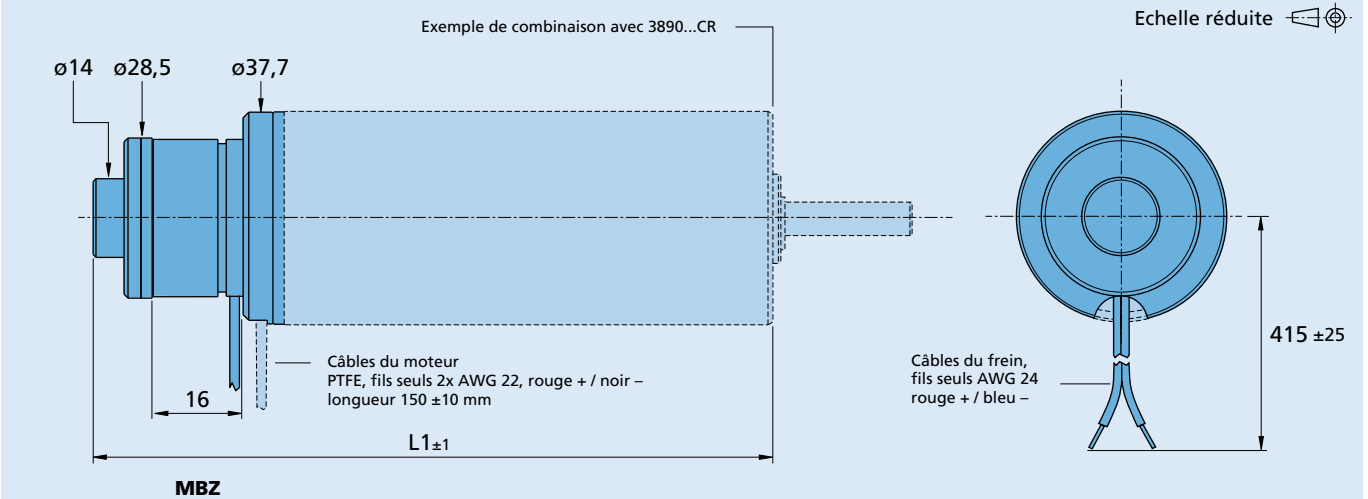 Exemple de combinaison avec 3890...CR
Echelle réduite
ø14
ø28,5
ø37,7
Câbles du moteur
PTFE, fils seuls 2x AWG 22, rouge + / noir –
longueur 150 ±10 mm
16
L1±1
Câbles du frein,
fils seuls AWG 24
rouge + / bleu –
415 ±25
MBZ